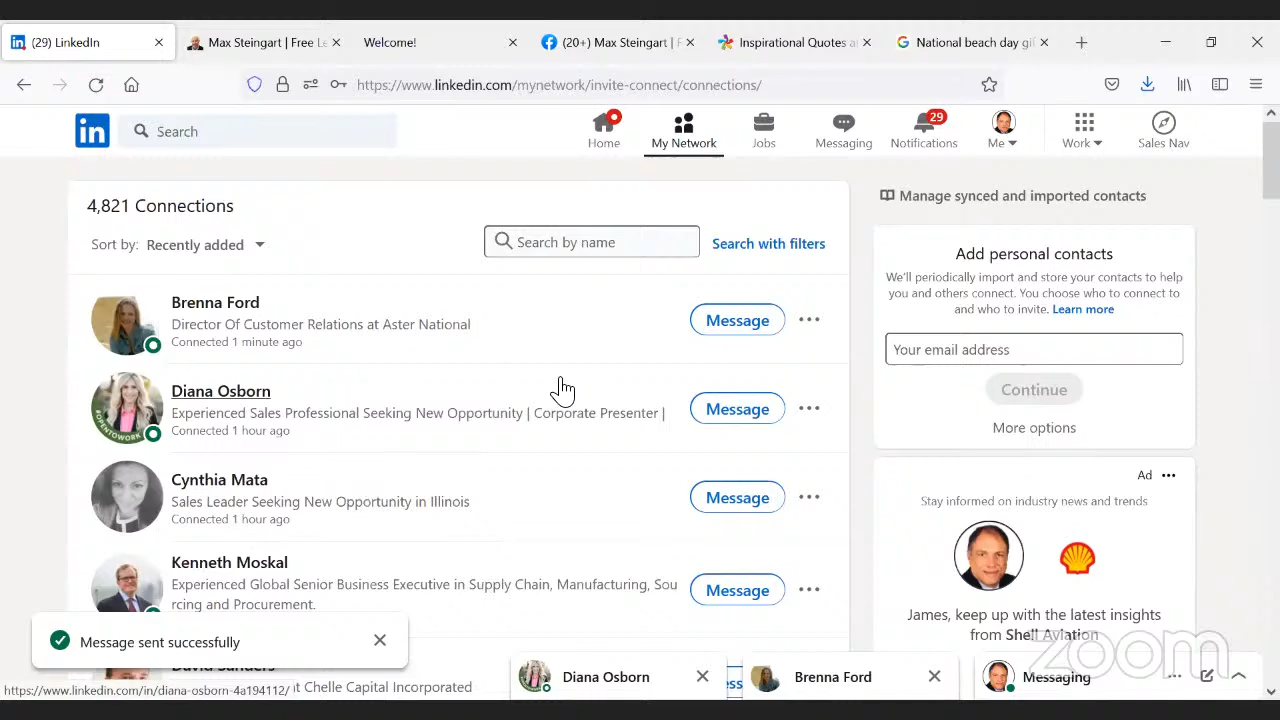 (29) LinkedIn
Max Steingart | Free Le
Welcome!
(20+) Max Steingart | F
Inspirational Quotes a
National beach day gif
https://www.linkedin.com/mynetwork/invite-connect/connections/
in
Search
Home
My Network
Jobs
Messaging
29
Notifications
Me
Work
Sales Nav
4,821 Connections
Sort by: Recently added
Search by name
Search with filters
Brenna Ford
Director Of Customer Relations at Aster National
Connected 1 minute ago
Message
Diana Osborn
Experienced Sales Professional Seeking New Opportunity | Corporate Presenter |
Connected 1 hour ago
Message
#OPENTOWORK
Cynthia Mata
Sales Leader Seeking New Opportunity in Illinois
Connected 1 hour ago
Message
Kenneth Moskal
Experienced Global Senior Business Executive in Supply Chain, Manufacturing, Sou
rcing and Procurement.
Message
Message sent successfully
David Sanders
t Chelle Capital Incorporated
https://www.linkedin.com/in/diana-osborn-4a194112/
Manage synced and imported contacts
Add personal contacts
We'll periodically import and store your contacts to help
you and others connect. You choose who to connect to
and who to invite. Learn more
Your email address
Continue
More options
Ad
Stay informed on industry news and trends
James, keep up with the latest insights
from Shell Aviation
Diana Osborn
ess
Brenna Ford
Messaging
zoom